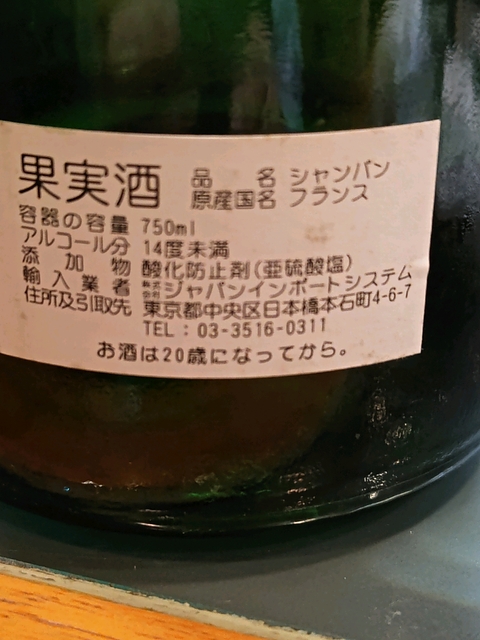 果実酒
品名 シャンパン
原産国名 フランス
容器の容量 750ml
アルコール分 14度未満
添加物 酸化防止剤(亜硫酸塩)
輸入業者 株式会社ジャパンインポートシステム
住所及引取先 東京都中央区日本橋本石町4-6-7
TEL:03-3516-0311
お酒は20歳になってから。